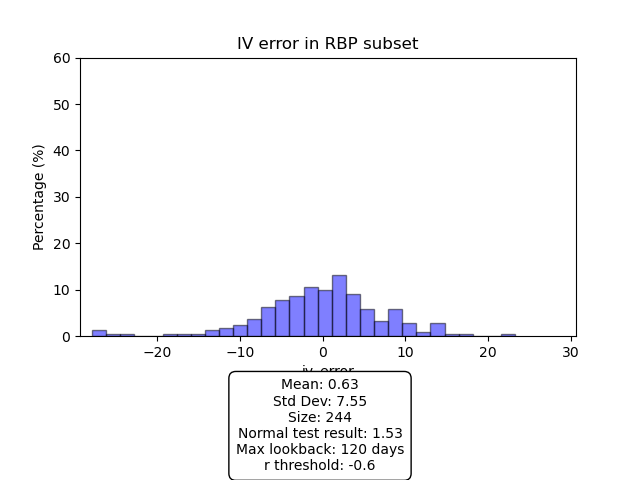 IV error in RBP subset
60
50
40
30
20
10
0
Percentage (%)
−20
−10
0
10
20
30
iv_error
Mean: 0.63
Std Dev: 7.55
Size: 244
Normal test result: 1.53
Max lookback: 120 days
r threshold: -0.6